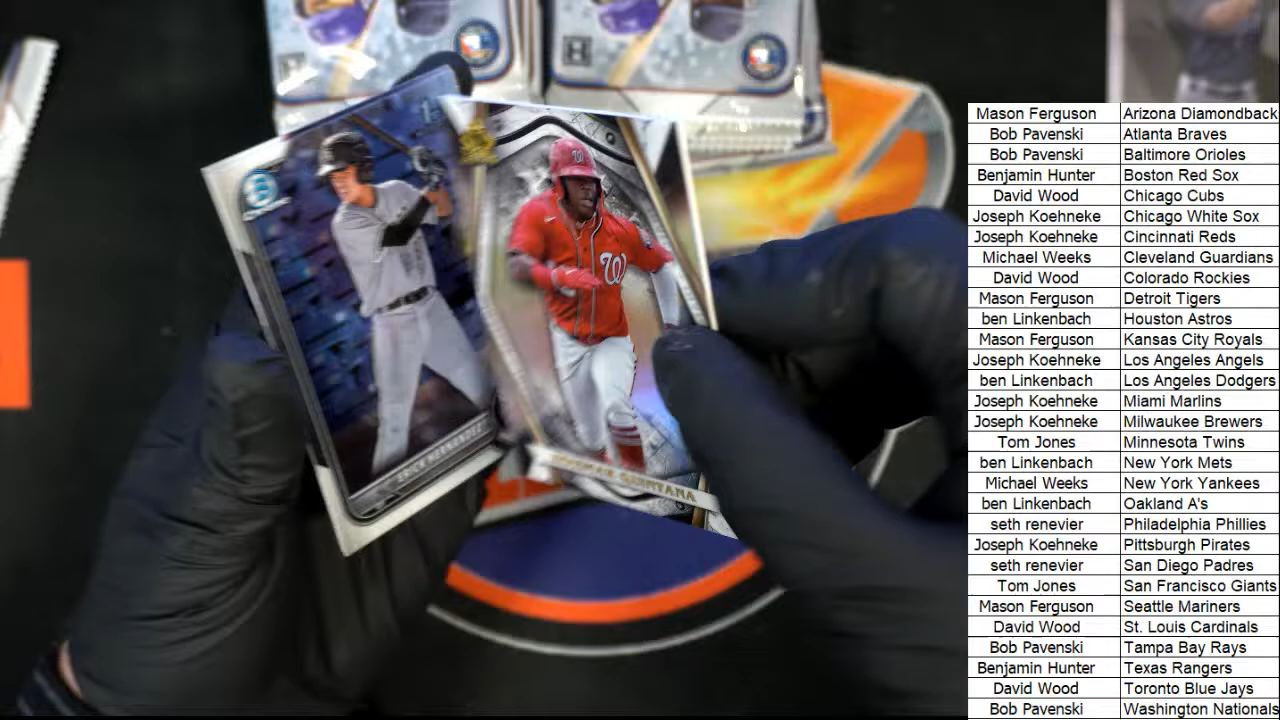 Mason Ferguson Arizona Diamondback
Bob Pavenski Atlanta Braves
Bob Pavenski Baltimore Orioles
Benjamin Hunter Boston Red Sox
David Wood Chicago Cubs
Joseph Koehneke Chicago White Sox
Joseph Koehneke Cincinnati Reds
Michael Weeks Cleveland Guardians
David Wood Colorado Rockies
Mason Ferguson Detroit Tigers
ben Linkenbach Houston Astros
Mason Ferguson Kansas City Royals
Joseph Koehneke Los Angeles Angels
ben Linkenbach Los Angeles Dodgers
Joseph Koehneke Miami Marlins
Joseph Koehneke Milwaukee Brewers
Tom Jones Minnesota Twins
ben Linkenbach New York Mets
Michael Weeks New York Yankees
ben Linkenbach Oakland A's
seth renevier Philadelphia Phillies
Joseph Koehneke Pittsburgh Pirates
seth renevier San Diego Padres
Tom Jones San Francisco Giants
Mason Ferguson Seattle Mariners
David Wood St. Louis Cardinals
Bob Pavenski Tampa Bay Rays
Benjamin Hunter Texas Rangers
David Wood Toronto Blue Jays
Bob Pavenski Washington Nationals
1st
W
W
HERNANDEZ
QUINTANA
H